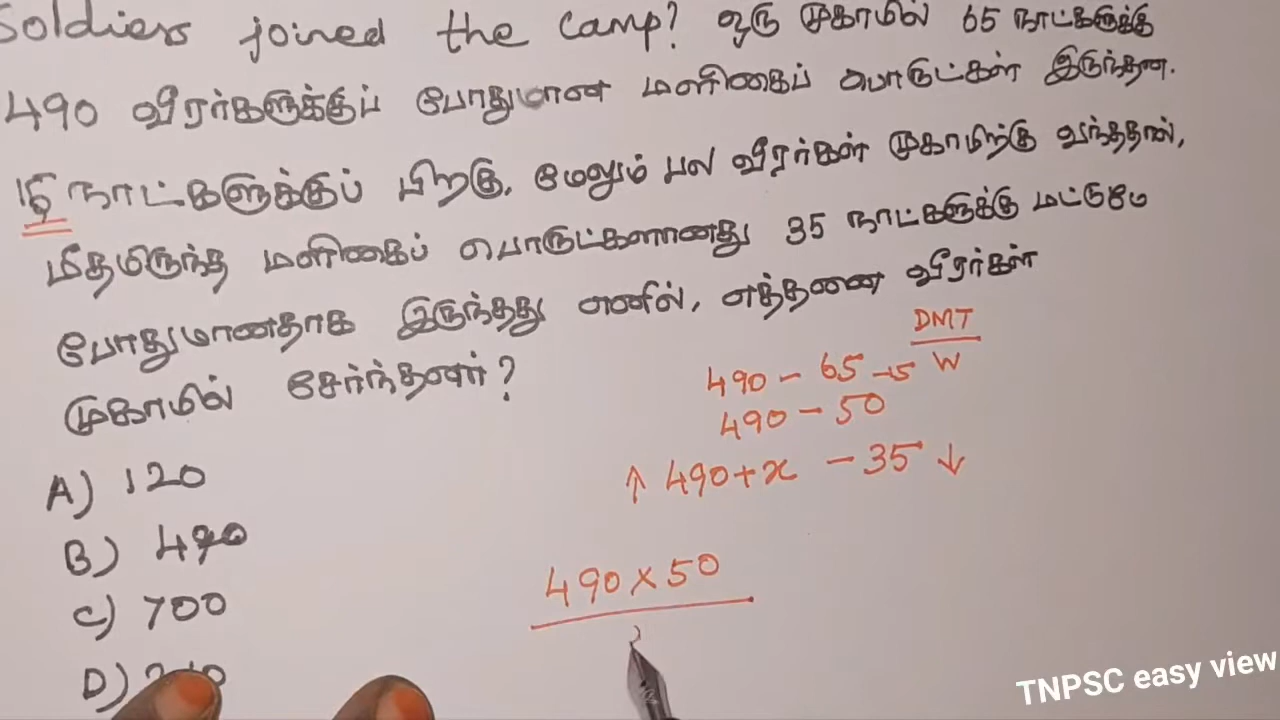 Soldiers joined the camp? ஒரு முகாமில் 65 நாட்களுக்கு
490 வீரர்களுக்குப் போதுமான மளிகைப் பொருட்கள் இருந்தன.
15 நாட்களுக்குப் பிறகு, மேலும் பல வீரர்கள் முகாமிற்கு வந்ததால்,
மீதமிருந்த மளிகைப் பொருட்களானது 35 நாட்களுக்கு மட்டுமே
போதுமானதாக இருந்தது எனில், எத்தனை வீரர்கள்
முகாமில் சேர்ந்தனர்?
DMT
W
490 - 65 -15
490 - 50
↑ 490+x - 35 ↓
A) 120
B) 490
C) 700
D)
490 x 50
TNPSC easy view